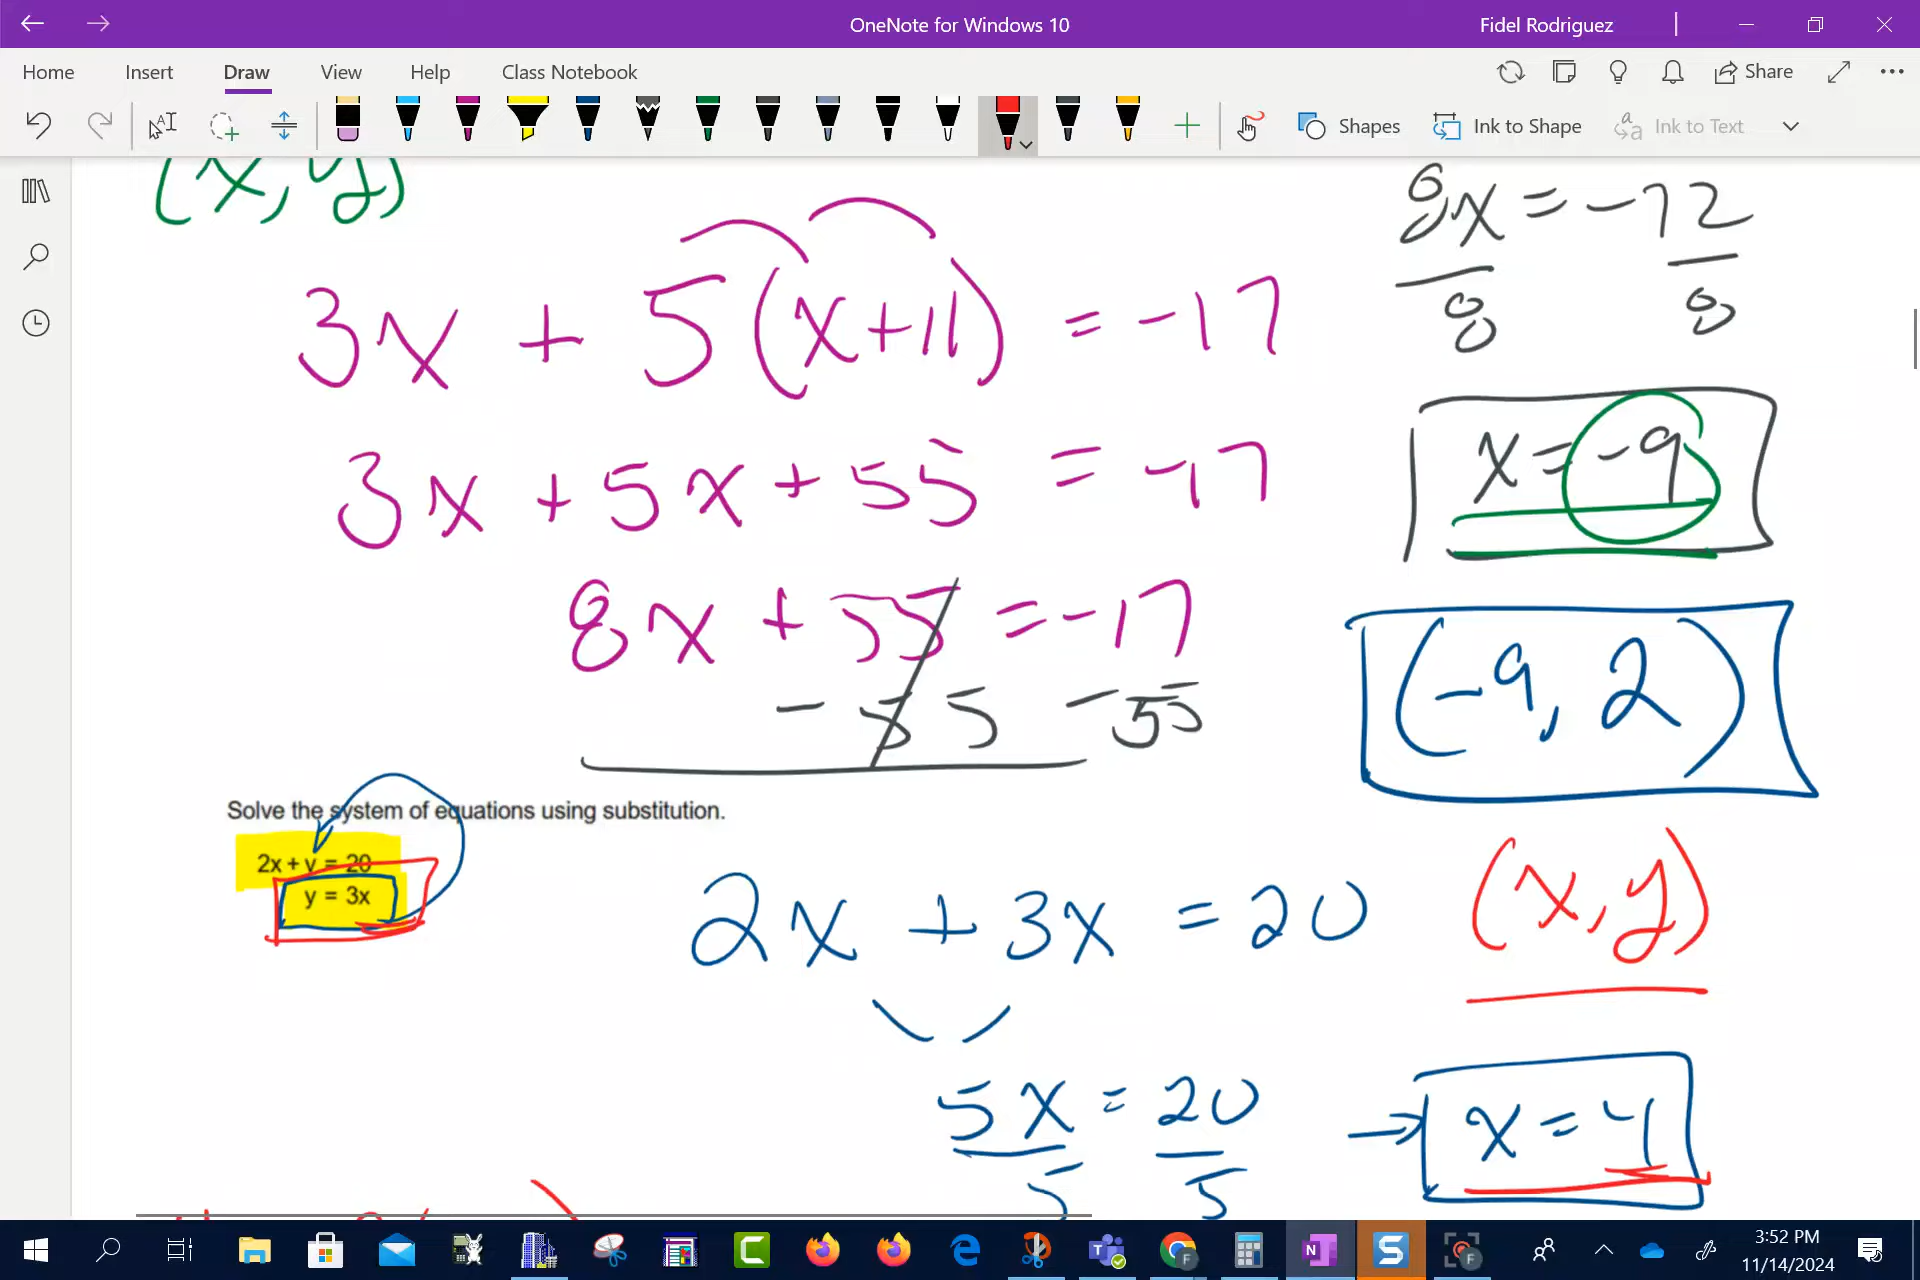 OneNote for Windows 10
Fidel Rodriguez
Home Insert Draw View Help Class Notebook
Share
Shapes Ink to Shape Ink to Text
(x, y)
8x = -72
8 8
3x + 5(x+11) = -17
x = -9
3x + 5x + 55 = -17
8x + 55 = -17
- 55 - 55
(-9, 2)
Solve the system of equations using substitution.
2x + y = 20
y = 3x
2x + 3x = 20
(x, y)
5x = 20
5 5
x = 4
3:52 PM
11/14/2024